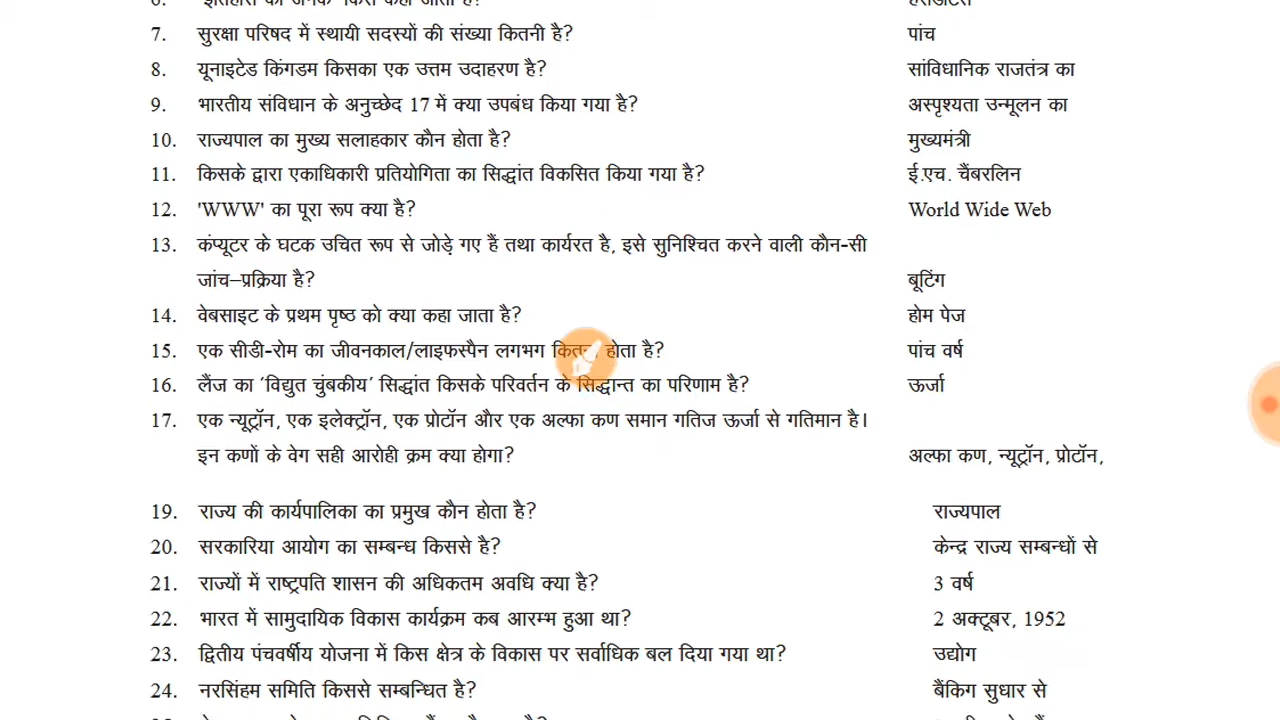 7. सुरक्षा परिषद में स्थायी सदस्यों की संख्या कितनी है? पांच
8. यूनाइटेड किंगडम किसका एक उत्तम उदाहरण है? सांविधानिक राजतंत्र का
9. भारतीय संविधान के अनुच्छेद 17 में क्या उपबंध किया गया है? अस्पृश्यता उन्मूलन का
10. राज्यपाल का मुख्य सलाहकार कौन होता है? मुख्यमंत्री
11. किसके द्वारा एकाधिकारी प्रतियोगिता का सिद्धांत विकसित किया गया है? ई.एच. चैंबरलिन
12. 'WWW' का पूरा रूप क्या है? World Wide Web
13. कंप्यूटर के घटक उचित रूप से जोड़े गए हैं तथा कार्यरत है, इसे सुनिश्चित करने वाली कौन-सी
जांच–प्रक्रिया है? बूटिंग
14. वेबसाइट के प्रथम पृष्ठ को क्या कहा जाता है? होम पेज
15. एक सीडी-रोम का जीवनकाल/लाइफस्पैन लगभग होता है? पांच वर्ष
16. लैंज का 'विद्युत चुंबकीय' सिद्धांत किसके परिवर्तन के सिद्धान्त का परिणाम है? ऊर्जा
17. एक न्यूट्रॉन, एक इलेक्ट्रॉन, एक प्रोटॉन और एक अल्फा कण समान गतिज ऊर्जा से गतिमान है।
इन कणों के वेग सही आरोही क्रम क्या होगा? अल्फा कण, न्यूट्रॉन, प्रोटॉन,
19. राज्य की कार्यपालिका का प्रमुख कौन होता है? राज्यपाल
20. सरकारिया आयोग का सम्बन्ध किससे है? केन्द्र राज्य सम्बन्धों से
21. राज्यों में राष्ट्रपति शासन की अधिकतम अवधि क्या है? 3 वर्ष
22. भारत में सामुदायिक विकास कार्यक्रम कब आरम्भ हुआ था? 2 अक्टूबर, 1952
23. द्वितीय पंचवर्षीय योजना में किस क्षेत्र के विकास पर सर्वाधिक बल दिया गया था? उद्योग
24. नरसिंहम समिति किससे सम्बन्धित है? बैंकिग सुधार से